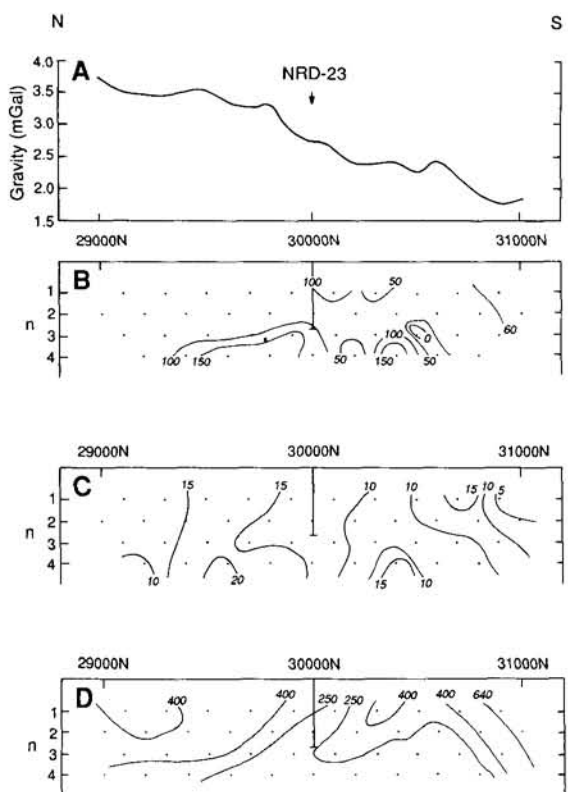 N S
A
Gravity (mGal)
4.0
3.5
3.0
2.5
2.0
1.5
NRD-23
29000N 30000N 31000N
B
n
1
2
3
4
100 50
60
100
0
100 150 50 150 50
29000N 30000N 31000N
C
n
1
2
3
4
15 15 10 10 15 10 5
10 20 15 10
29000N 30000N 31000N
D
n
1
2
3
4
400 400 250 250 400 400 640